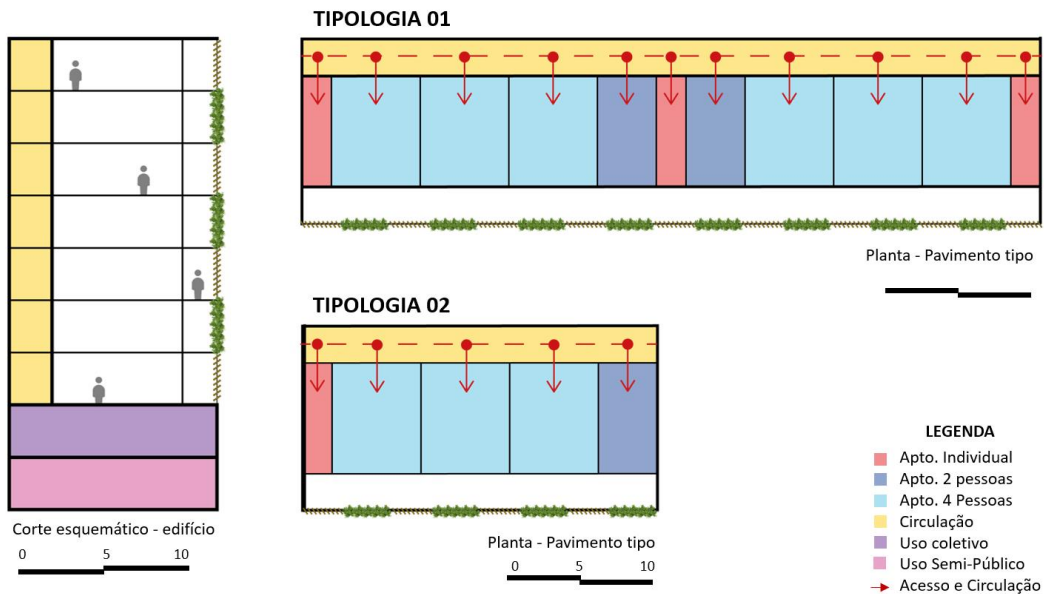 TIPOLOGIA 01
Planta - Pavimento tipo
TIPOLOGIA 02
Planta - Pavimento tipo
0 5 10
Corte esquemático - edifício
0 5 10
LEGENDA
Apto. Individual
Apto. 2 pessoas
Apto. 4 Pessoas
Circulação
Uso coletivo
Uso Semi-Público
Acesso e Circulação